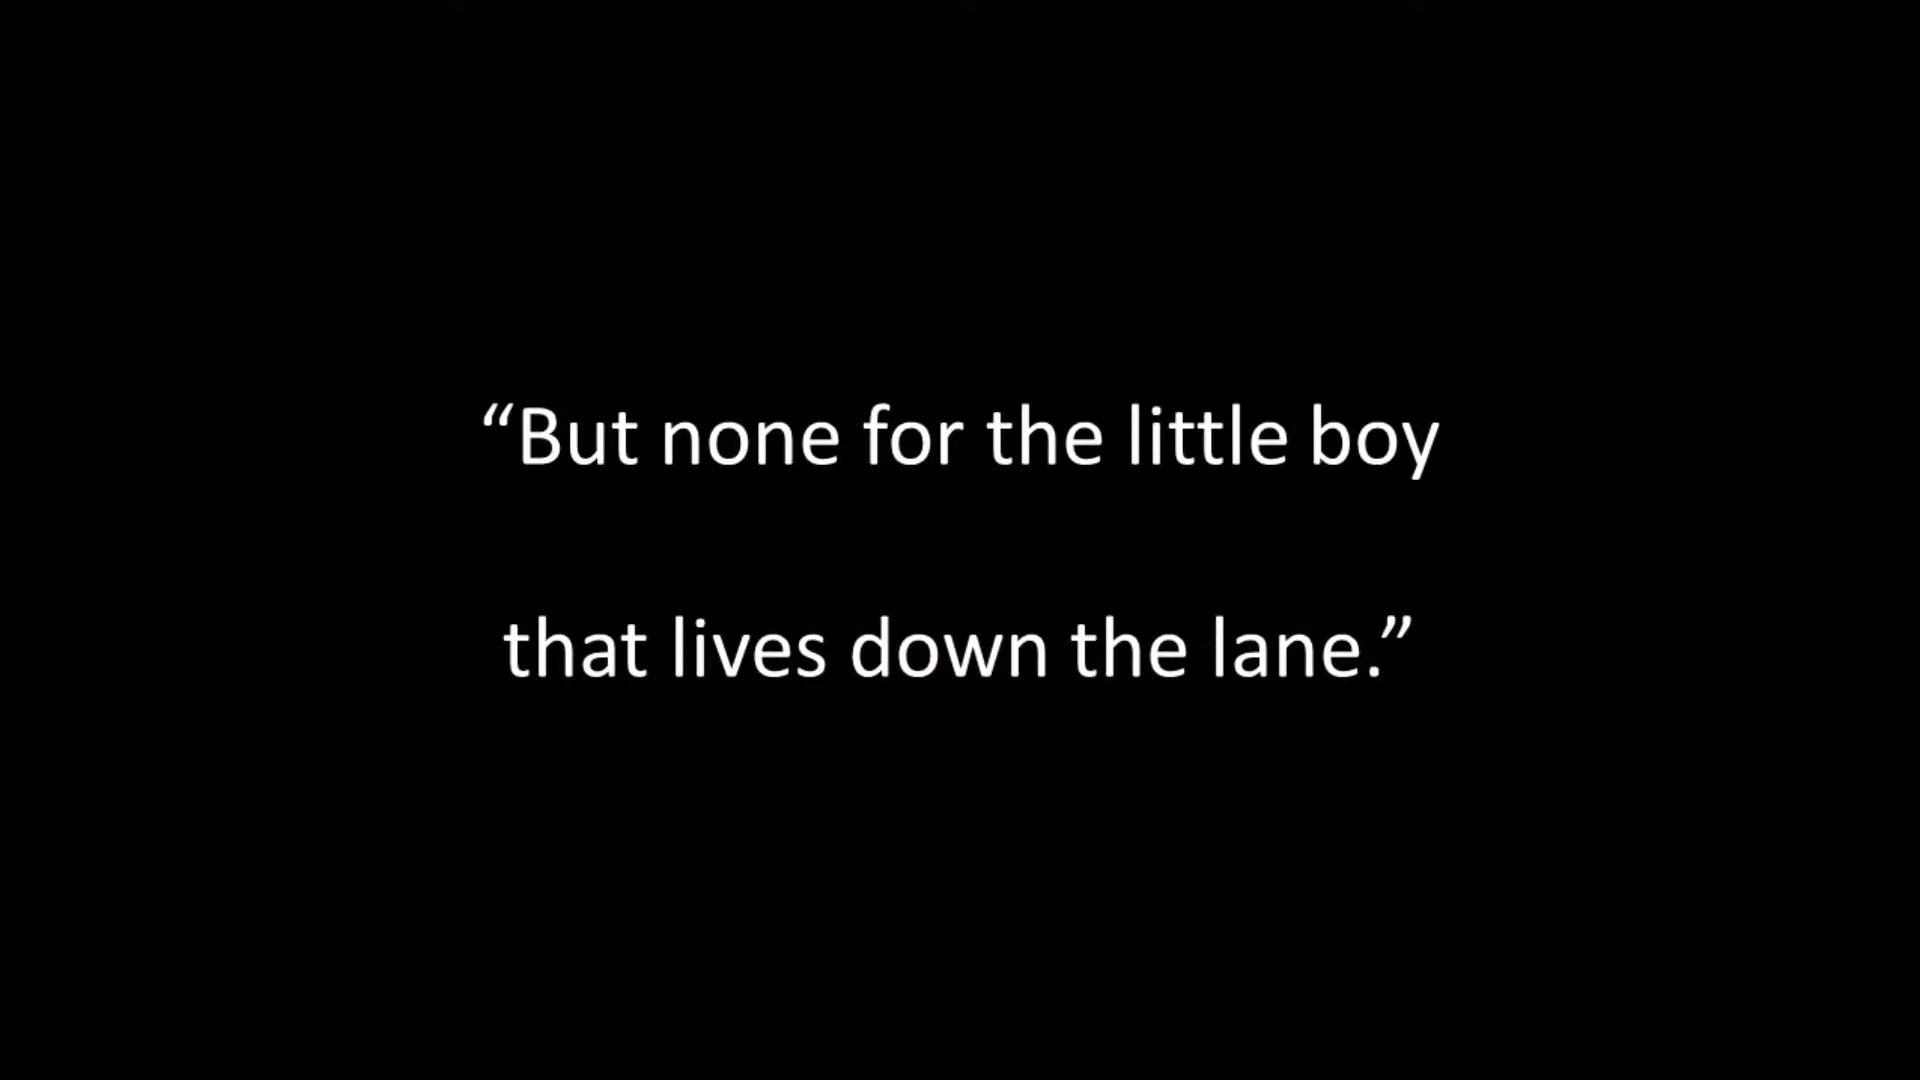 “But none for the little boy
that lives down the lane.”